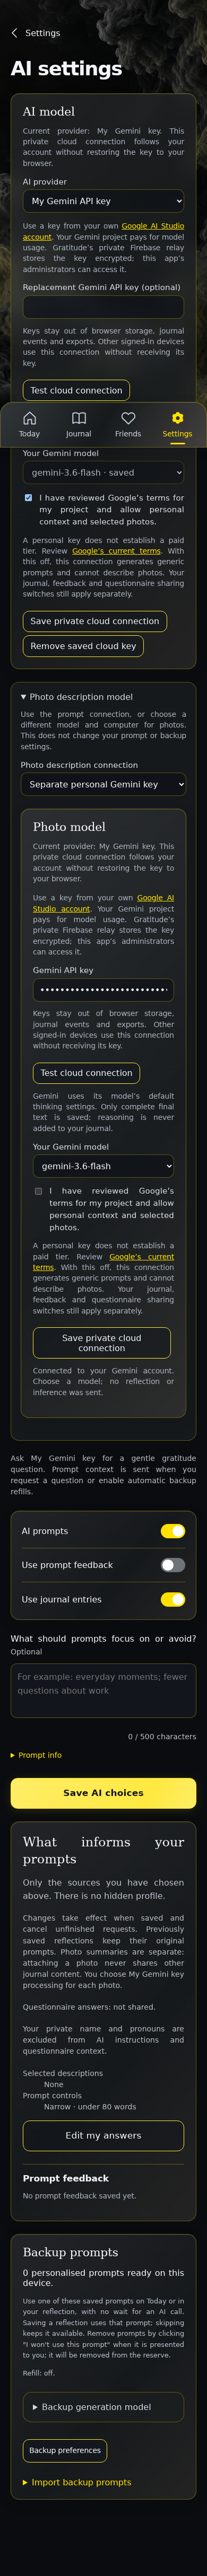 Settings
AI settings
AI model
Current provider: My Gemini key. This
private cloud connection follows your
account without restoring the key to your
browser.
AI provider
My Gemini API key
Use a key from your own Google AI Studio
account. Your Gemini project pays for model
usage. Gratitude's private Firebase relay
stores the key encrypted; this app's
administrators can access it.
Replacement Gemini API key (optional)
Keys stay out of browser storage, journal
events and exports. Other signed-in devices
use this connection without receiving its
key.
Test cloud connection
Today
Journal
Friends
Settings
Your Gemini model
gemini-3.6-flash · saved
I have reviewed Google's terms for
my project and allow personal
context and selected photos.
A personal key does not establish a paid
tier. Review Google's current terms. With
this off, this connection generates generic
prompts and cannot describe photos. Your
journal, feedback and questionnaire sharing
switches still apply separately.
Save private cloud connection
Remove saved cloud key
▼ Photo description model
Use the prompt connection, or choose a
different model and computer for photos.
This does not change your prompt or backup
settings.
Photo description connection
Separate personal Gemini key
Photo model
Current provider: My Gemini key. This
private cloud connection follows your
account without restoring the key to
your browser.
Use a key from your own Google AI
Studio account. Your Gemini project
pays for model usage. Gratitude's
private Firebase relay stores the key
encrypted; this app's administrators
can access it.
Gemini API key
Keys stay out of browser storage,
journal events and exports. Other
signed-in devices use this connection
without receiving its key.
Test cloud connection
Gemini uses its model's default
thinking settings. Only complete final
text is saved; reasoning is never
added to your journal.
Your Gemini model
gemini-3.6-flash
I have reviewed Google's
terms for my project and allow
personal context and selected
photos.
A personal key does not establish a
paid tier. Review Google's current
terms. With this off, this connection
generates generic prompts and cannot
describe photos. Your journal,
feedback and questionnaire sharing
switches still apply separately.
Save private cloud
connection
Connected to your Gemini account.
Choose a model; no reflection or
inference was sent.
Ask My Gemini key for a gentle gratitude
question. Prompt context is sent when you
request a question or enable automatic backup
refills.
AI prompts
Use prompt feedback
Use journal entries
What should prompts focus on or avoid?
Optional
For example: everyday moments; fewer
questions about work
0 / 500 characters
▶ Prompt info
Save AI choices
What informs your
prompts
Only the sources you have chosen
above. There is no hidden profile.
Changes take effect when saved and
cancel unfinished requests. Previously
saved reflections keep their original
prompts. Photo summaries are separate:
attaching a photo never shares other
journal content. You choose My Gemini key
processing for each photo.
Questionnaire answers: not shared.
Your private name and pronouns are
excluded from AI instructions and
questionnaire context.
Selected descriptions
None
Prompt controls
Narrow · under 80 words
Edit my answers
Prompt feedback
No prompt feedback saved yet.
Backup prompts
0 personalised prompts ready on this
device.
Use one of these saved prompts on Today or in
your reflection, with no wait for an AI call.
Saving a reflection uses that prompt; skipping
keeps it available. Remove prompts by clicking
"I won't use this prompt" when it is presented
to you; it will be removed from the reserve.
Refill: off.
▶ Backup generation model
Backup preferences
▶ Import backup prompts